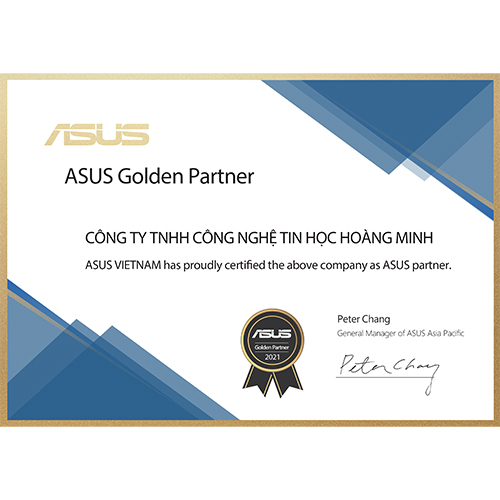 ASUS
ASUS Golden Partner
CÔNG TY TNHH CÔNG NGHỆ TIN HỌC HOÀNG MINH
ASUS VIETNAM has proudly certified the above company as ASUS partner.
ASUS
Golden Partner
2021
Peter Chang
General Manager of ASUS Asia Pacific
Peter Chang